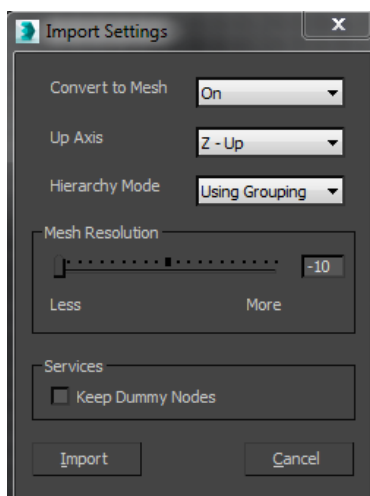 Import Settings
x
Convert to Mesh On
Up Axis Z - Up
Hierarchy Mode Using Grouping
Mesh Resolution
-10
Less More
Services
Keep Dummy Nodes
Import Cancel